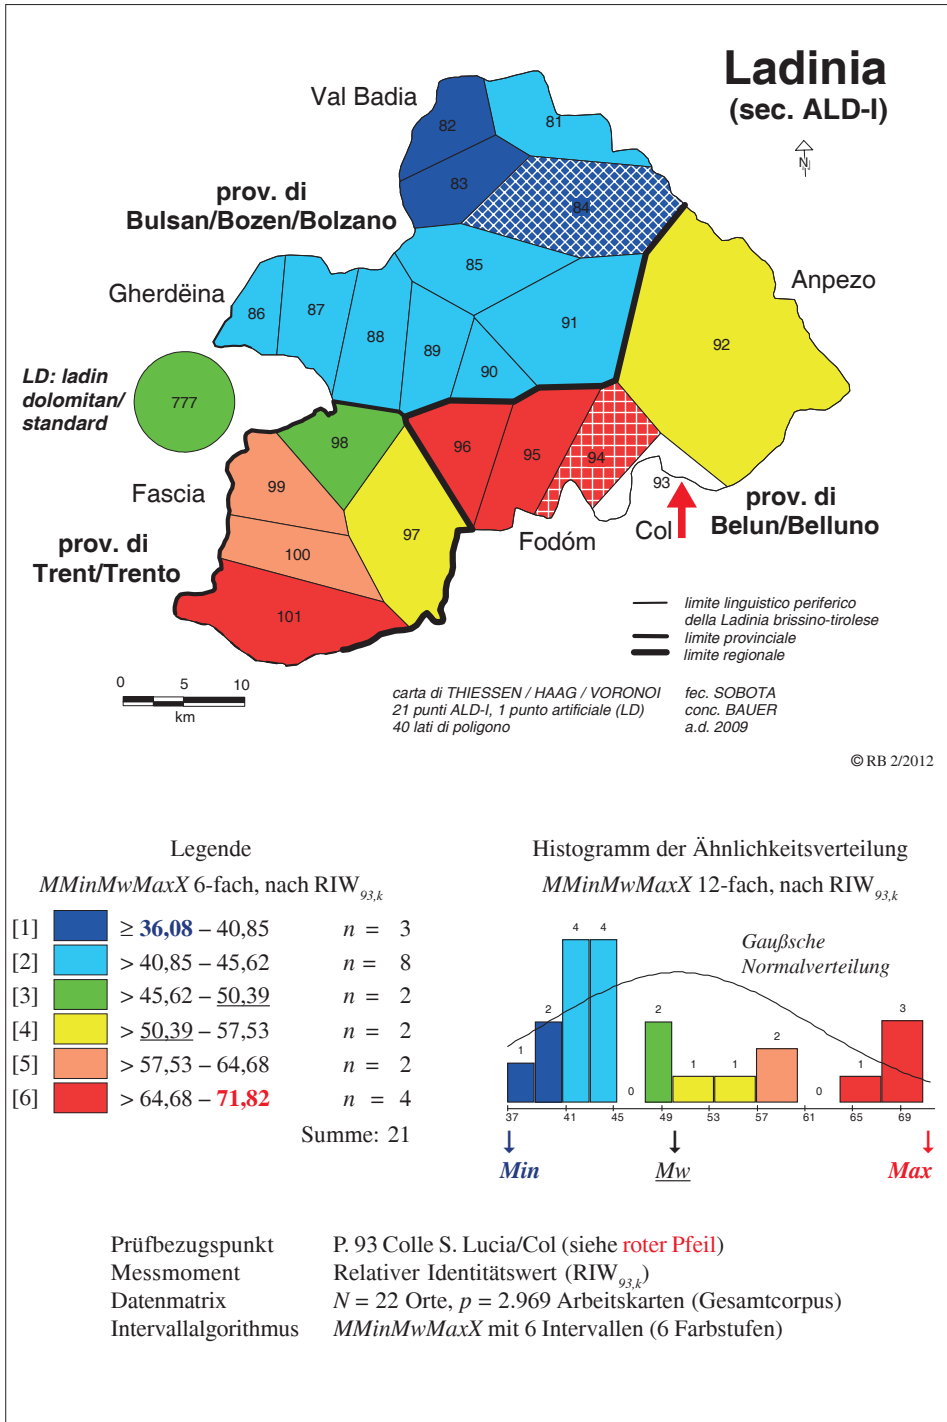 Ladinia
(sec. ALD-I)
N
Val Badia
82
81
83
84
prov. di
Bulsan/Bozen/Bolzano
85
Gherdëina
Anpezo
86
87
88
89
90
91
92
LD: ladin
dolomitan/
standard
777
98
96
95
94
93
99
Fascia
97
100
Fodóm
Col
prov. di
Belun/Belluno
prov. di
Trent/Trento
101
limite linguistico periferico
della Ladinia brissino-tirolese
limite provinciale
limite regionale
0 5 10
km
carta di THIESSEN / HAAG / VORONOI
21 punti ALD-I, 1 punto artificiale (LD)
40 lati di poligono
fec. SOBOTA
conc. BAUER
a.d. 2009
© RB 2/2012
Legende
MMinMwMaxX 6-fach, nach RIW93,k
[1] ≥ 36,08 – 40,85 n = 3
[2] > 40,85 – 45,62 n = 8
[3] > 45,62 – 50,39 n = 2
[4] > 50,39 – 57,53 n = 2
[5] > 57,53 – 64,68 n = 2
[6] > 64,68 – 71,82 n = 4
Summe: 21
Histogramm der Ähnlichkeitsverteilung
MMinMwMaxX 12-fach, nach RIW93,k
Gaußsche
Normalverteilung
1 2 4 4 0 2 1 1 2 0 1 3
37 41 45 49 53 57 61 65 69
Min Mw Max
Prüfbezugspunkt P. 93 Colle S. Lucia/Col (siehe roter Pfeil)
Messmoment Relativer Identitätswert (RIW93,k)
Datenmatrix N = 22 Orte, p = 2.969 Arbeitskarten (Gesamtcorpus)
Intervallalgorithmus MMinMwMaxX mit 6 Intervallen (6 Farbstufen)